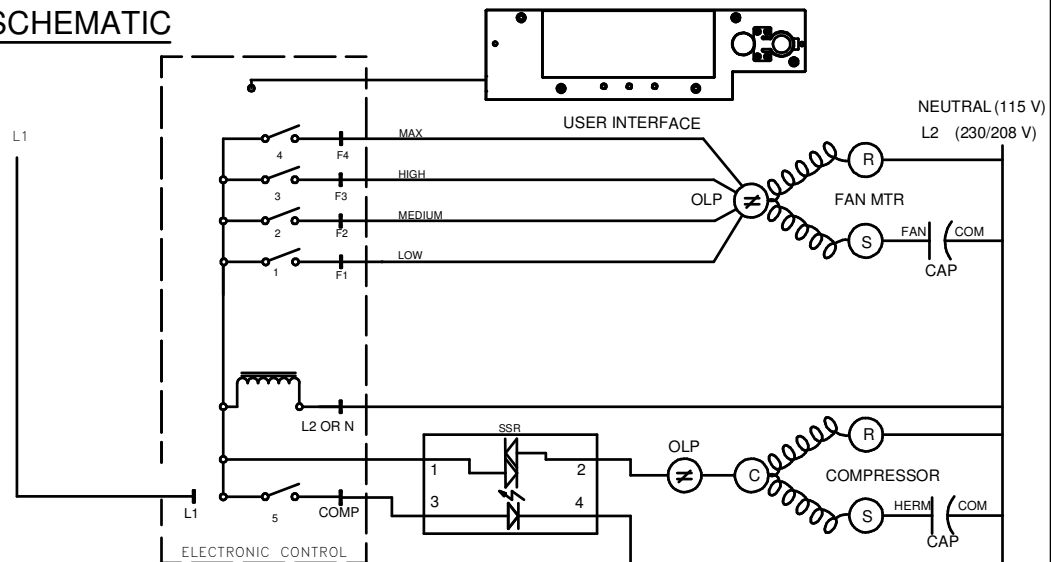 SCHEMATIC
NEUTRAL (115 V)
L2 (230/208 V)
L1
USER INTERFACE
MAX
4
F4
R
HIGH
3
F3
OLP
FAN MTR
MEDIUM
2
F2
S
FAN
COM
CAP
LOW
1
F1
L2 OR N
SSR
1
2
OLP
C
R
COMPRESSOR
3
4
HERM
COM
S
CAP
L1
5
COMP
ELECTRONIC CONTROL